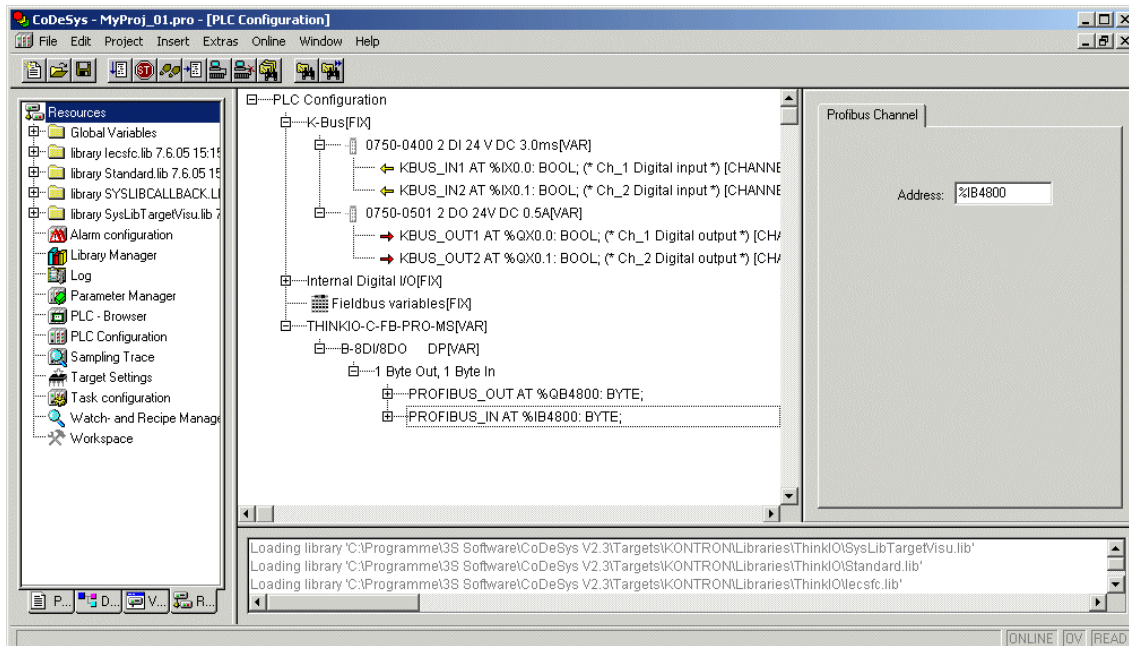 CoDeSys - MyProj_01.pro - [PLC Configuration]
File Edit Project Insert Extras Online Window Help
Resources
Global Variables
library Iecsfc.lib 7.6.05 15:15
library Standard.lib 7.6.05 15
library SYSLIBCALLBACK.LI
library SysLibTargetVisu.lib 7
Alarm configuration
Library Manager
Log
Parameter Manager
PLC - Browser
PLC Configuration
Sampling Trace
Target Settings
Task configuration
Watch- and Recipe Manage
Workspace
P... D... V... R...
PLC Configuration
K-Bus[FIX]
0750-0400 2 DI 24 V DC 3.0ms[VAR]
KBUS_IN1 AT %IX0.0: BOOL; (* Ch_1 Digital input *) [CHANNE
KBUS_IN2 AT %IX0.1: BOOL; (* Ch_2 Digital input *) [CHANNE
0750-0501 2 DO 24V DC 0.5A[VAR]
KBUS_OUT1 AT %QX0.0: BOOL; (* Ch_1 Digital output *) [CHA
KBUS_OUT2 AT %QX0.1: BOOL; (* Ch_2 Digital output *) [CHA
Internal Digital I/O[FIX]
Fieldbus variables[FIX]
THINKIO-C-FB-PRO-MS[VAR]
B-8DI/8DO DP[VAR]
1 Byte Out, 1 Byte In
PROFIBUS_OUT AT %QB4800: BYTE;
PROFIBUS_IN AT %IB4800: BYTE;
Profibus Channel
Address: %IB4800
Loading library 'C:\Programme\3S Software\CoDeSys V2.3\Targets\KONTRON\Libraries\ThinkIO\SysLibTargetVisu.lib'
Loading library 'C:\Programme\3S Software\CoDeSys V2.3\Targets\KONTRON\Libraries\ThinkIO\Standard.lib'
Loading library 'C:\Programme\3S Software\CoDeSys V2.3\Targets\KONTRON\Libraries\ThinkIO\Iecsfc.lib'
ONLINE OV READ